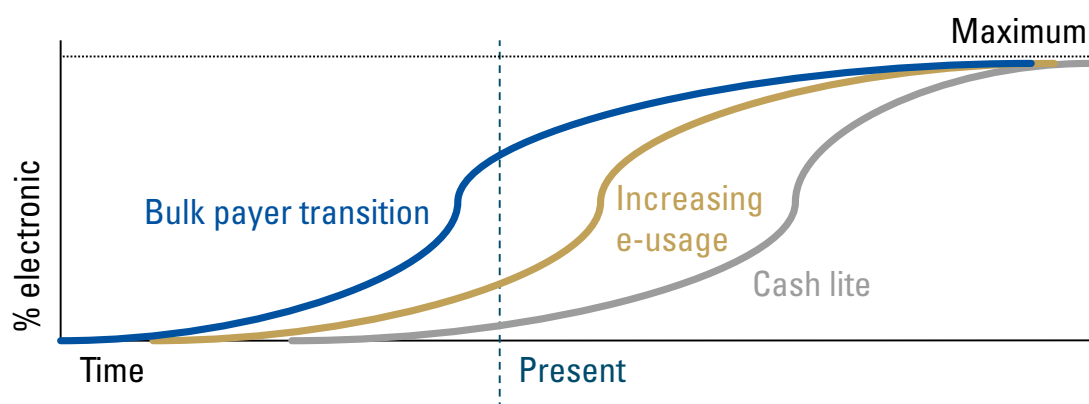 Maximum
% electronic
Bulk payer transition
Increasing
e-usage
Cash lite
Time
Present